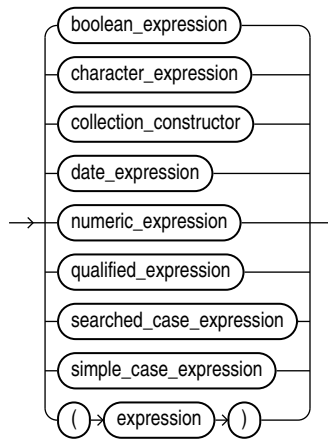 boolean_expression
character_expression
collection_constructor
date_expression
numeric_expression
qualified_expression
searched_case_expression
simple_case_expression
( expression )